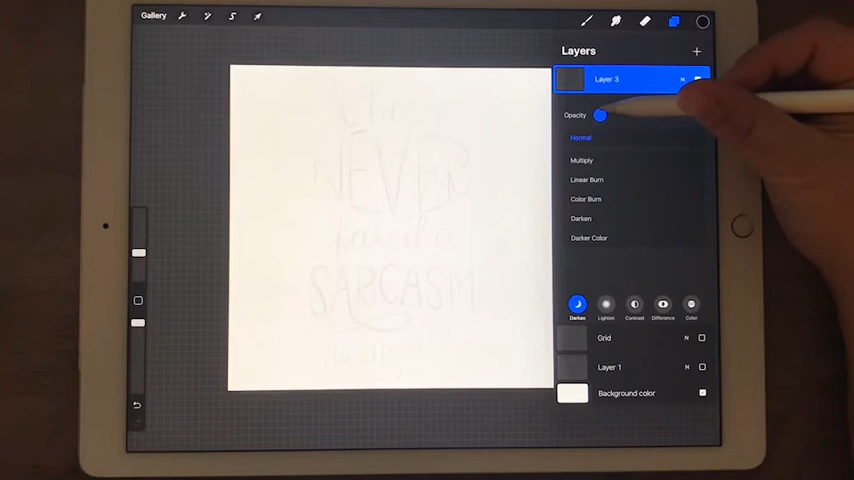 Gallery
Layers
Layer 3 N
Opacity
Normal
Multiply
Linear Burn
Color Burn
Darken
Darker Color
Darken Lighten Contrast Difference Color
Grid N
Layer 1 N
Background color
NEVER
SARCASM